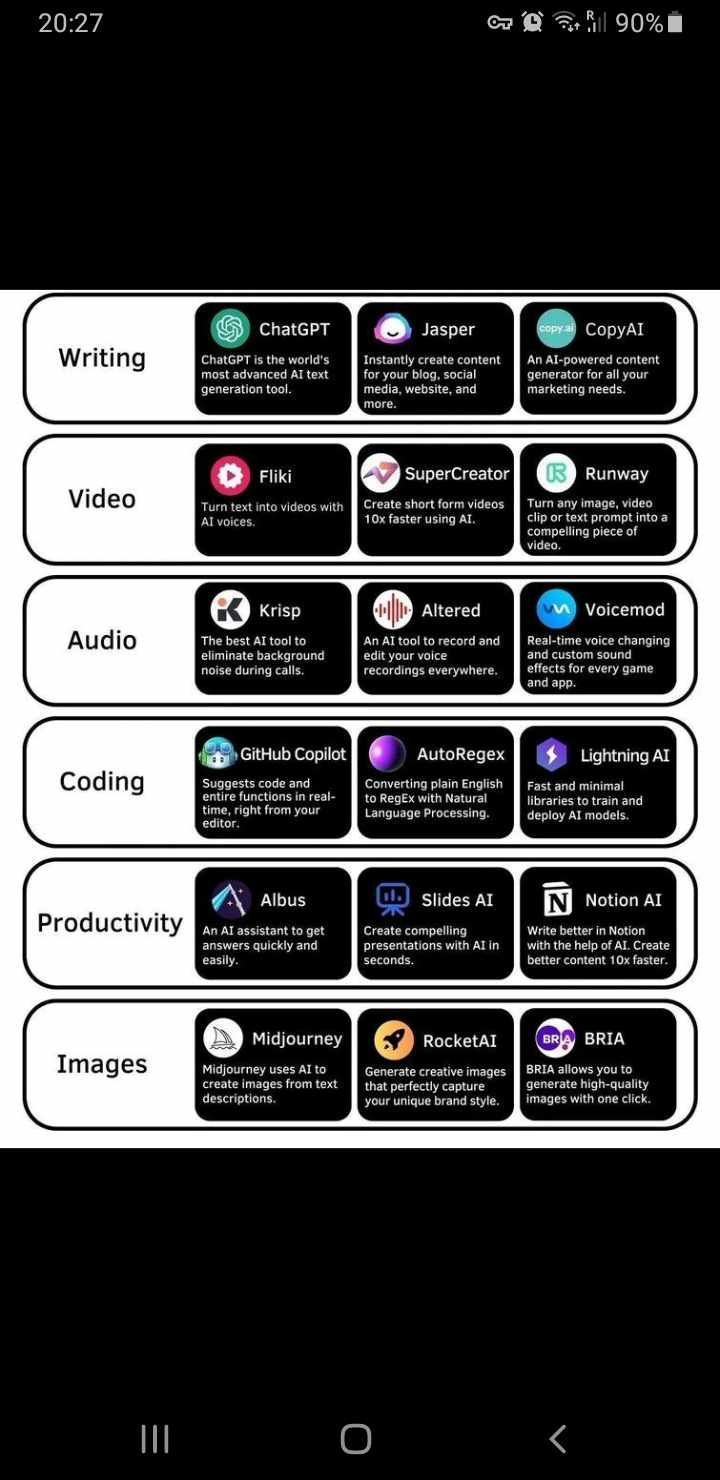 20:27
R
90%
Writing
ChatGPT
ChatGPT is the world's
most advanced AI text
generation tool.
Jasper
Instantly create content
for your blog, social
media, website, and
more.
copy.ai
CopyAI
An AI-powered content
generator for all your
marketing needs.
Video
Fliki
Turn text into videos with
AI voices.
SuperCreator
Create short form videos
10x faster using AI.
R
Runway
Turn any image, video
clip or text prompt into a
compelling piece of
video.
Audio
Krisp
The best AI tool to
eliminate background
noise during calls.
Altered
An AI tool to record and
edit your voice
recordings everywhere.
Voicemod
Real-time voice changing
and custom sound
effects for every game
and app.
Coding
GitHub Copilot
Suggests code and
entire functions in real-
time, right from your
editor.
AutoRegex
Converting plain English
to RegEx with Natural
Language Processing.
Lightning AI
Fast and minimal
libraries to train and
deploy AI models.
Productivity
Albus
An AI assistant to get
answers quickly and
easily.
Slides AI
Create compelling
presentations with AI in
seconds.
N
Notion AI
Write better in Notion
with the help of AI. Create
better content 10x faster.
Images
Midjourney
Midjourney uses AI to
create images from text
descriptions.
RocketAI
Generate creative images
that perfectly capture
your unique brand style.
BRIA
BRIA
BRIA allows you to
generate high-quality
images with one click.